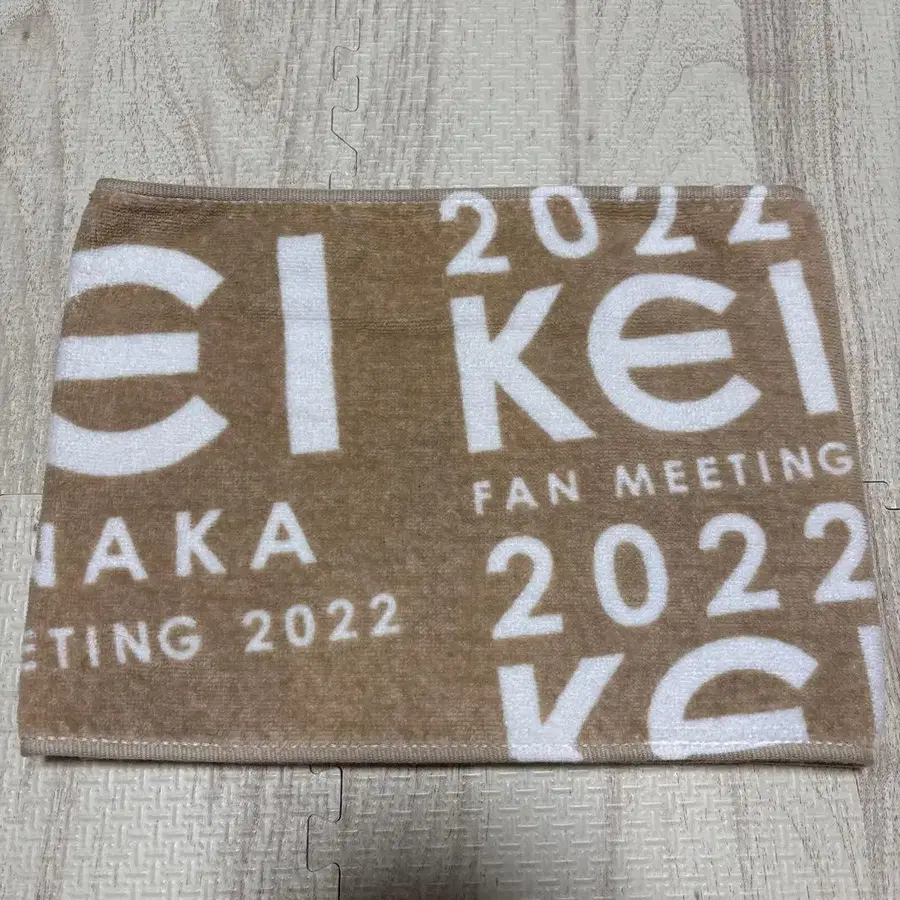 EI
NAKA
ETING 2022
2022
KEI
FAN MEETING
2022
KEI